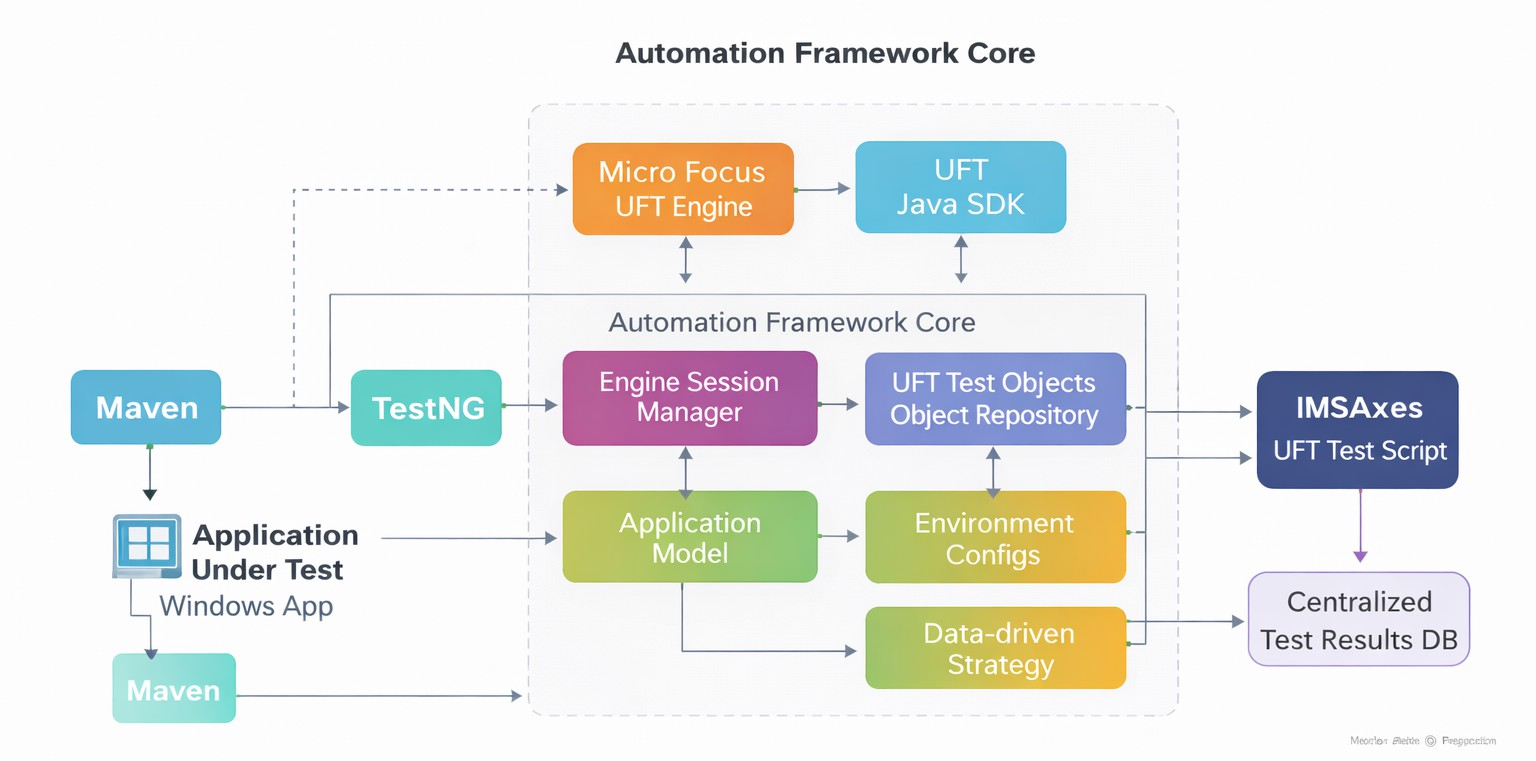 Automation Framework Core
Micro Focus
UFT Engine
UFT
Java SDK
Automation Framework Core
Maven
TestNG
Engine Session
Manager
UFT Test Objects
Object Repository
IMSAxes
UFT Test Script
Application
Under Test
Windows App
Application
Model
Environment
Configs
Data-driven
Strategy
Centralized
Test Results DB
Maven